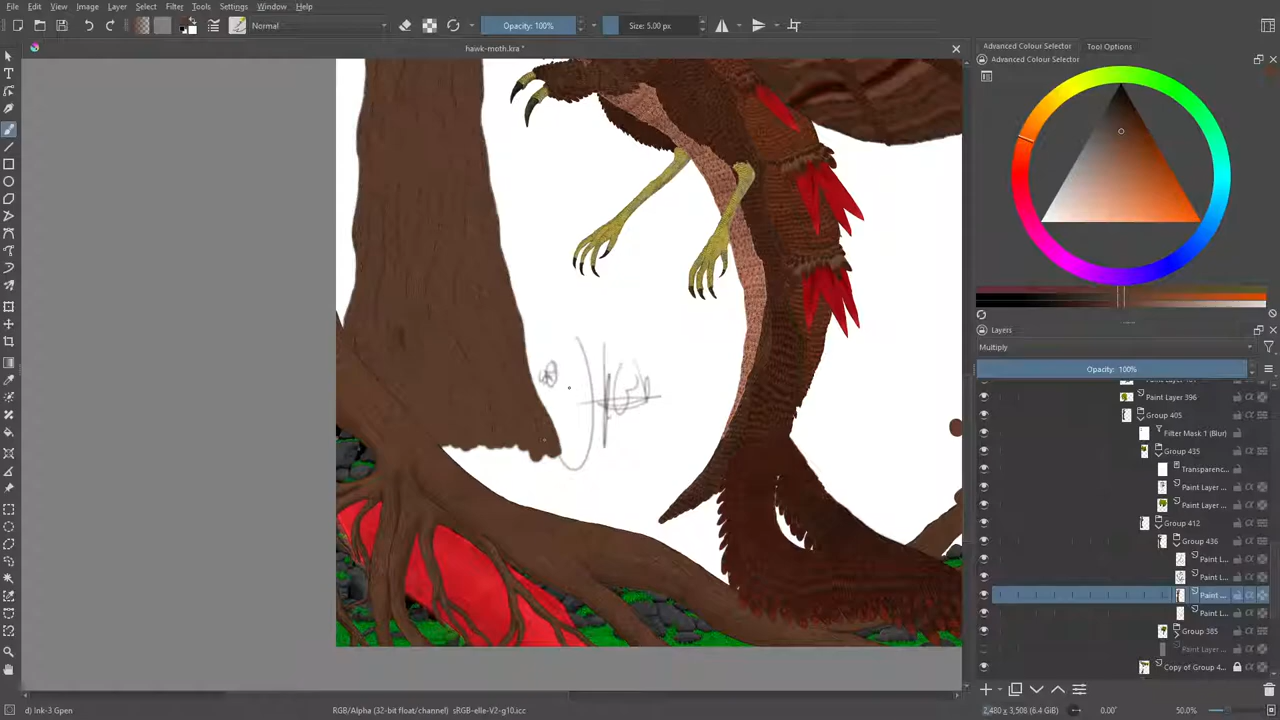 File Edit View Image Layer Select Filter Tools Settings Window Help
Normal Opacity: 100% Size: 5.00 px
hawk-moth.kra *
Advanced Colour Selector Tool Options
Advanced Colour Selector
Layers
Multiply
Opacity: 100%
Paint Layer 396
Group 405
Filter Mask 1 (Blur)
Group 435
Transparenc...
Paint Layer ...
Paint Layer ...
Group 412
Group 436
Paint L...
Paint L...
Paint ...
Paint L...
Group 385
Paint Layer ...
Copy of Group 4...
d) Ink-3 Gpen RGB/Alpha (32-bit float/channel) sRGB-elle-V2-g10.icc 2,480 x 3,508 (6.4 GiB) 0.00° 50.0%